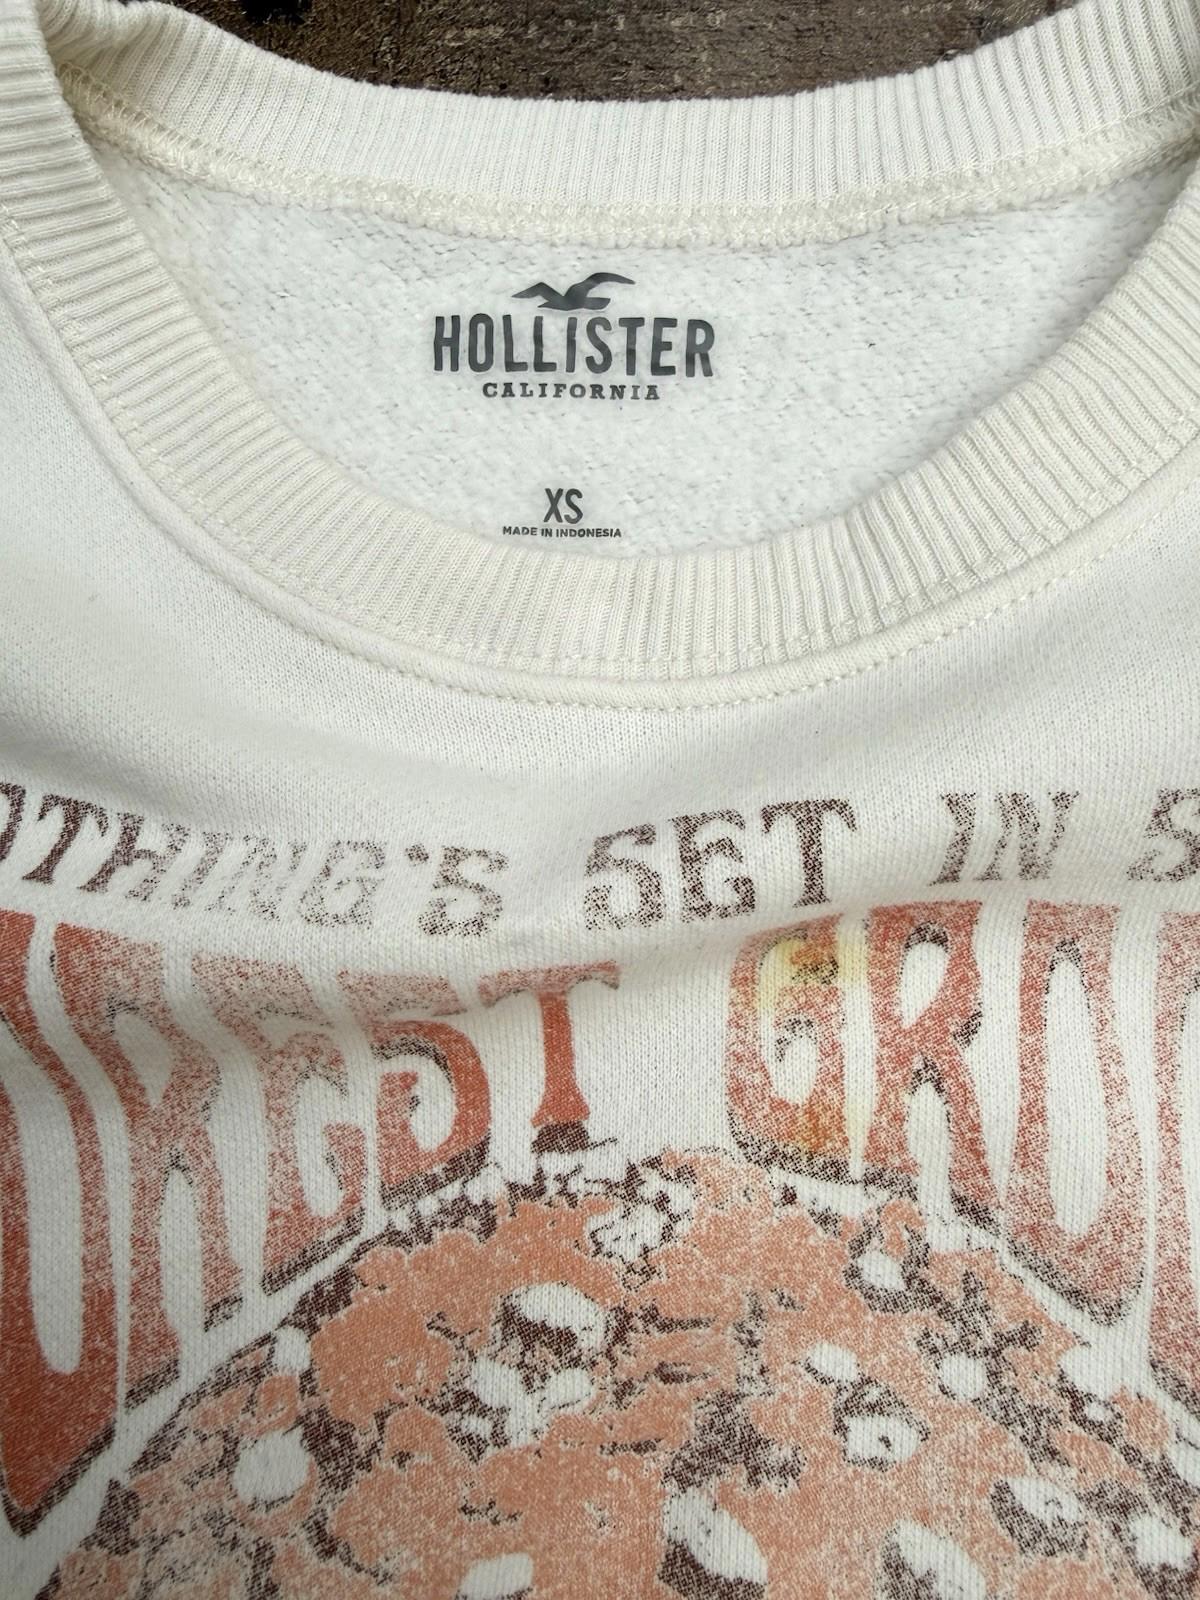 HOLLISTER
CALIFORNIA
XS
MADE IN INDONESIA
OTHING'S SET IN S
OREST GRO